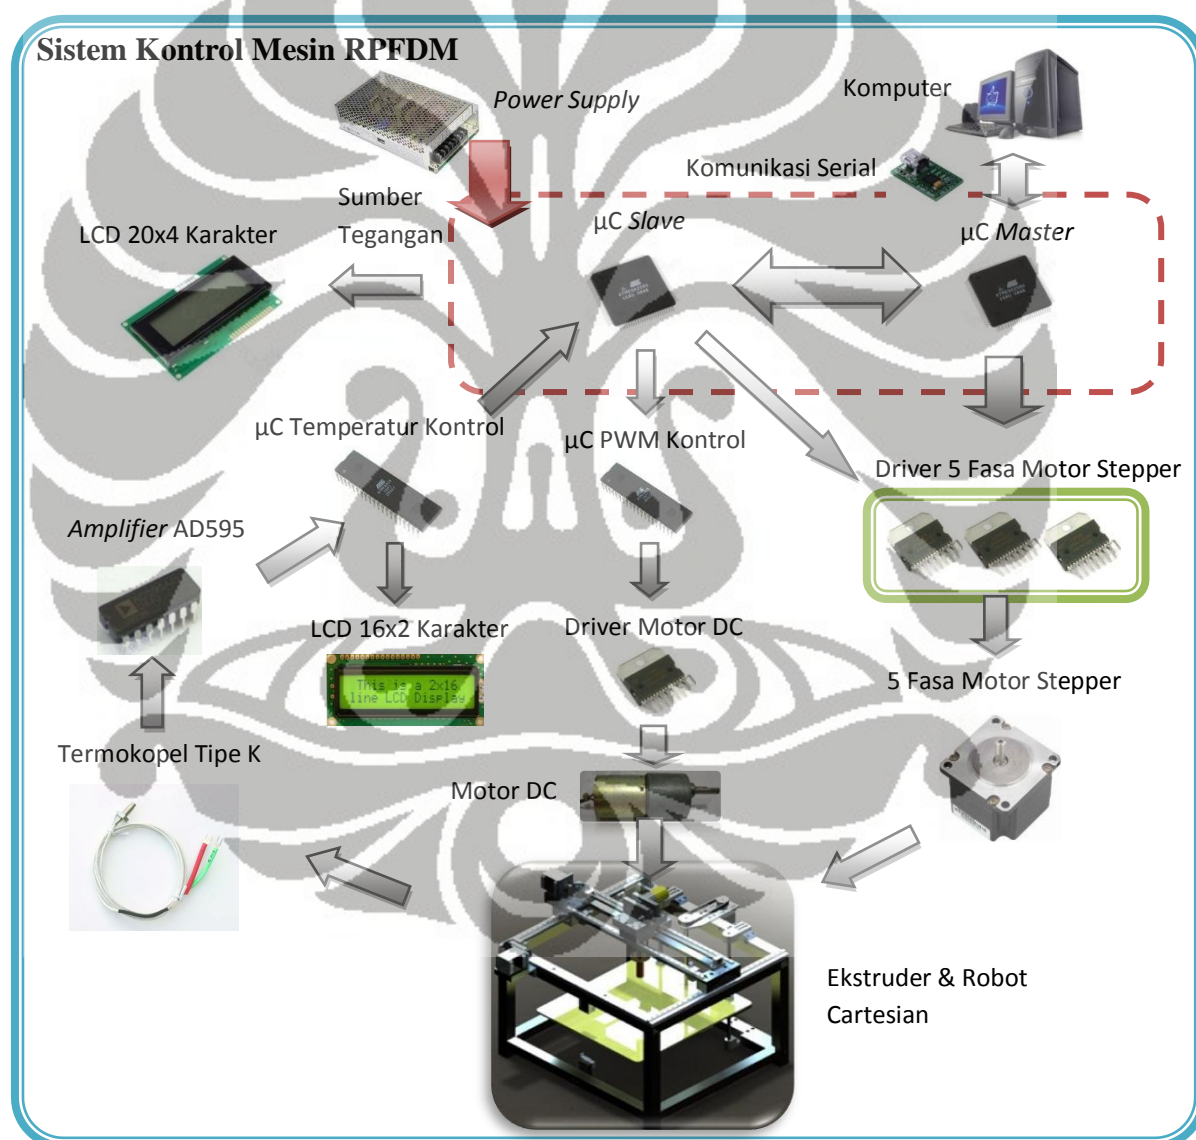 Sistem Kontrol Mesin RPFDM
Power Supply
Komputer
Komunikasi Serial
Sumber
Tegangan
µC Slave
µC Master
LCD 20x4 Karakter
µC Temperatur Kontrol
µC PWM Kontrol
Driver 5 Fasa Motor Stepper
Amplifier AD595
LCD 16x2 Karakter
This is a 2x16
line LCD Display
Driver Motor DC
5 Fasa Motor Stepper
Termokopel Tipe K
Motor DC
Ekstruder & Robot
Cartesian